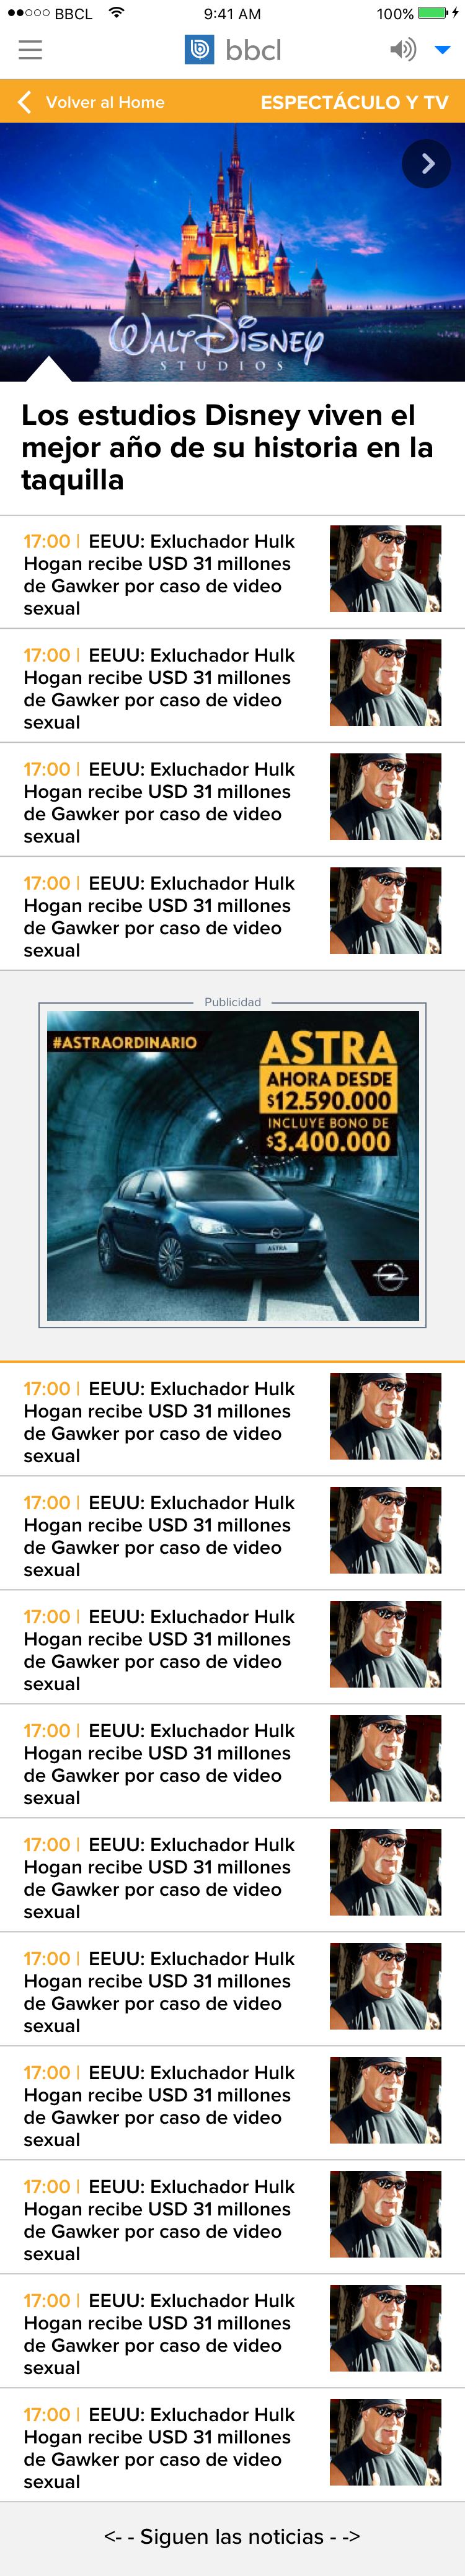 BBCL 9:41 AM 100%
bbcl
Volver al Home ESPECTÁCULO Y TV
WALT DISNEY
STUDIOS
Los estudios Disney viven el
mejor año de su historia en la
taquilla
17:00 | EEUU: Exluchador Hulk
Hogan recibe USD 31 millones
de Gawker por caso de video
sexual
17:00 | EEUU: Exluchador Hulk
Hogan recibe USD 31 millones
de Gawker por caso de video
sexual
17:00 | EEUU: Exluchador Hulk
Hogan recibe USD 31 millones
de Gawker por caso de video
sexual
17:00 | EEUU: Exluchador Hulk
Hogan recibe USD 31 millones
de Gawker por caso de video
sexual
Publicidad
#ASTRAORDINARIO
ASTRA
AHORA DESDE
$12.590.000
INCLUYE BONO DE
$3.400.000
ASTRA
17:00 | EEUU: Exluchador Hulk
Hogan recibe USD 31 millones
de Gawker por caso de video
sexual
17:00 | EEUU: Exluchador Hulk
Hogan recibe USD 31 millones
de Gawker por caso de video
sexual
17:00 | EEUU: Exluchador Hulk
Hogan recibe USD 31 millones
de Gawker por caso de video
sexual
17:00 | EEUU: Exluchador Hulk
Hogan recibe USD 31 millones
de Gawker por caso de video
sexual
17:00 | EEUU: Exluchador Hulk
Hogan recibe USD 31 millones
de Gawker por caso de video
sexual
17:00 | EEUU: Exluchador Hulk
Hogan recibe USD 31 millones
de Gawker por caso de video
sexual
17:00 | EEUU: Exluchador Hulk
Hogan recibe USD 31 millones
de Gawker por caso de video
sexual
17:00 | EEUU: Exluchador Hulk
Hogan recibe USD 31 millones
de Gawker por caso de video
sexual
17:00 | EEUU: Exluchador Hulk
Hogan recibe USD 31 millones
de Gawker por caso de video
sexual
17:00 | EEUU: Exluchador Hulk
Hogan recibe USD 31 millones
de Gawker por caso de video
sexual
<- - Siguen las noticias - ->